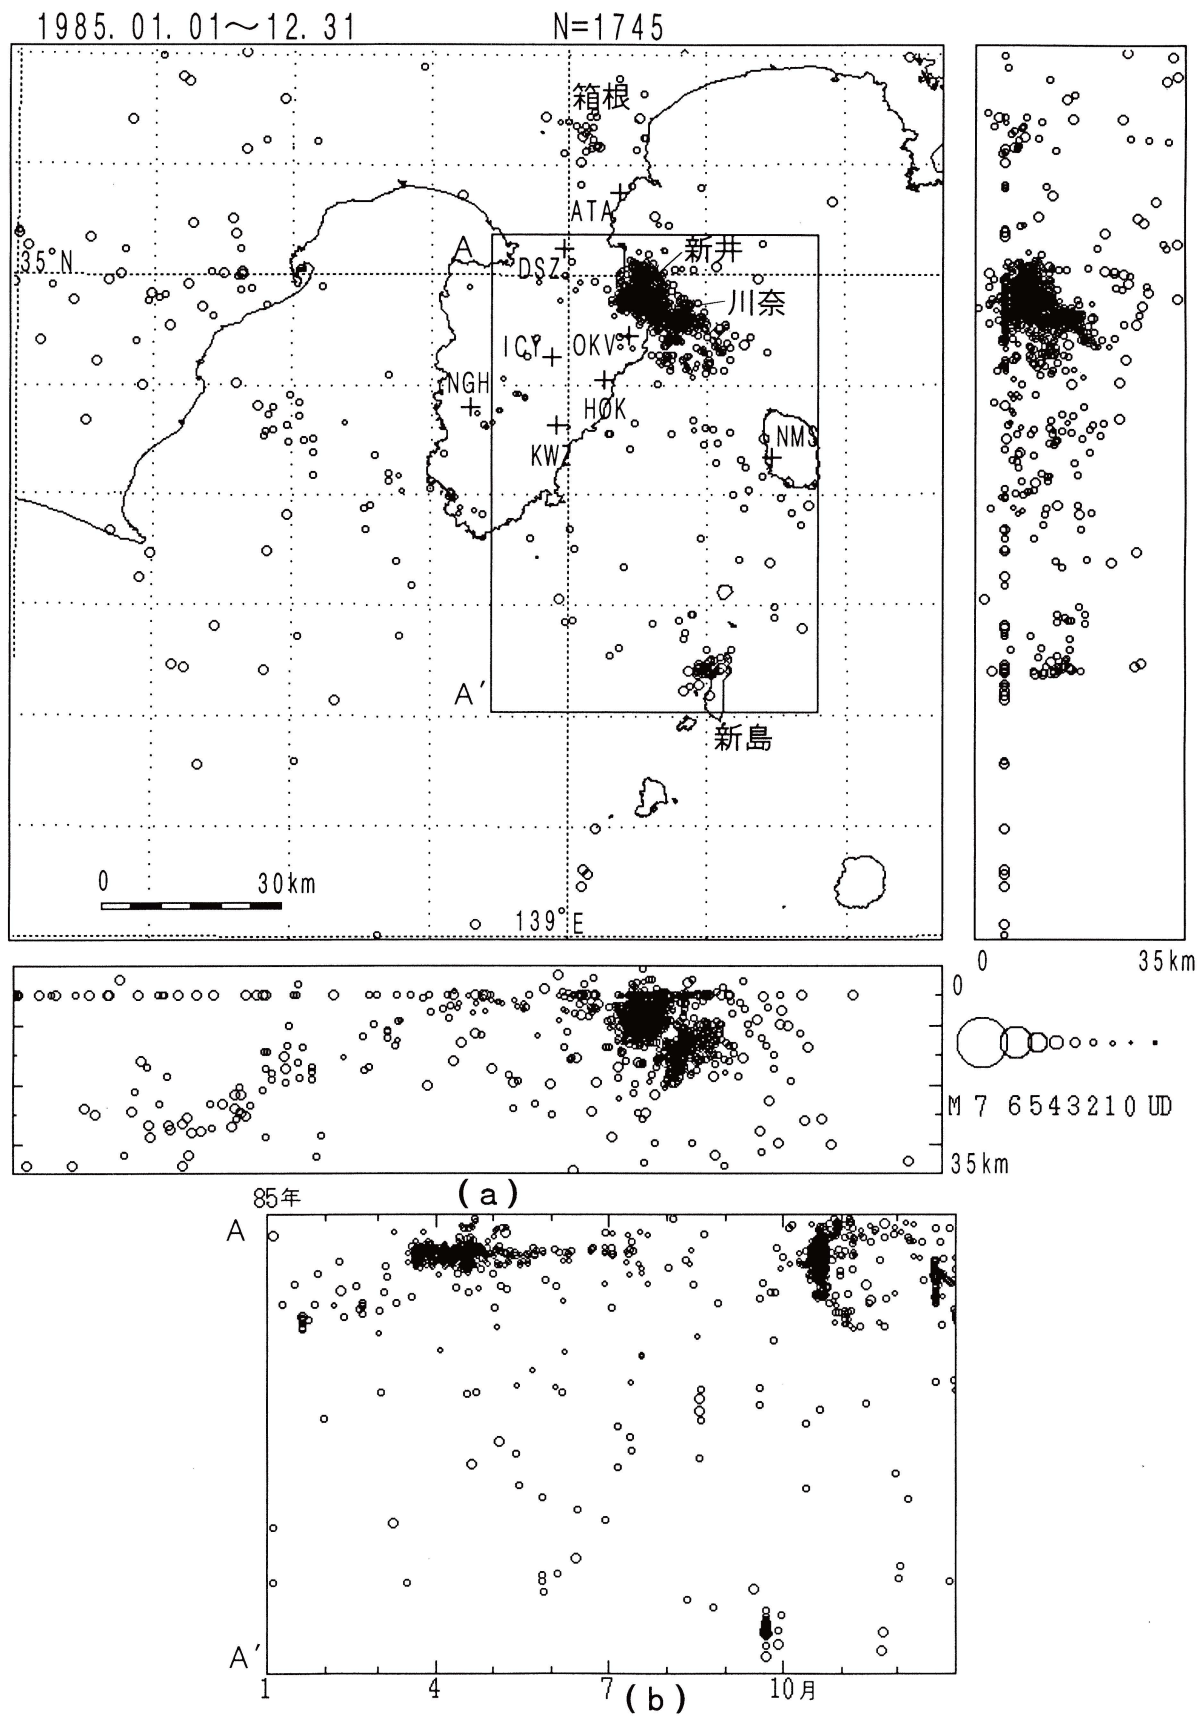 1985.01.01～12.31 N=1745
箱根
ATA
A
新井
DSZ
35°N
川奈
ICY OKV
NGH
HOK
NMS
KWZ
A′
新島
0 30km
139°E
0 35km
0
M 7 6543210 UD
35km
(a)
85年
A
A′
1 4 7 10月
(b)